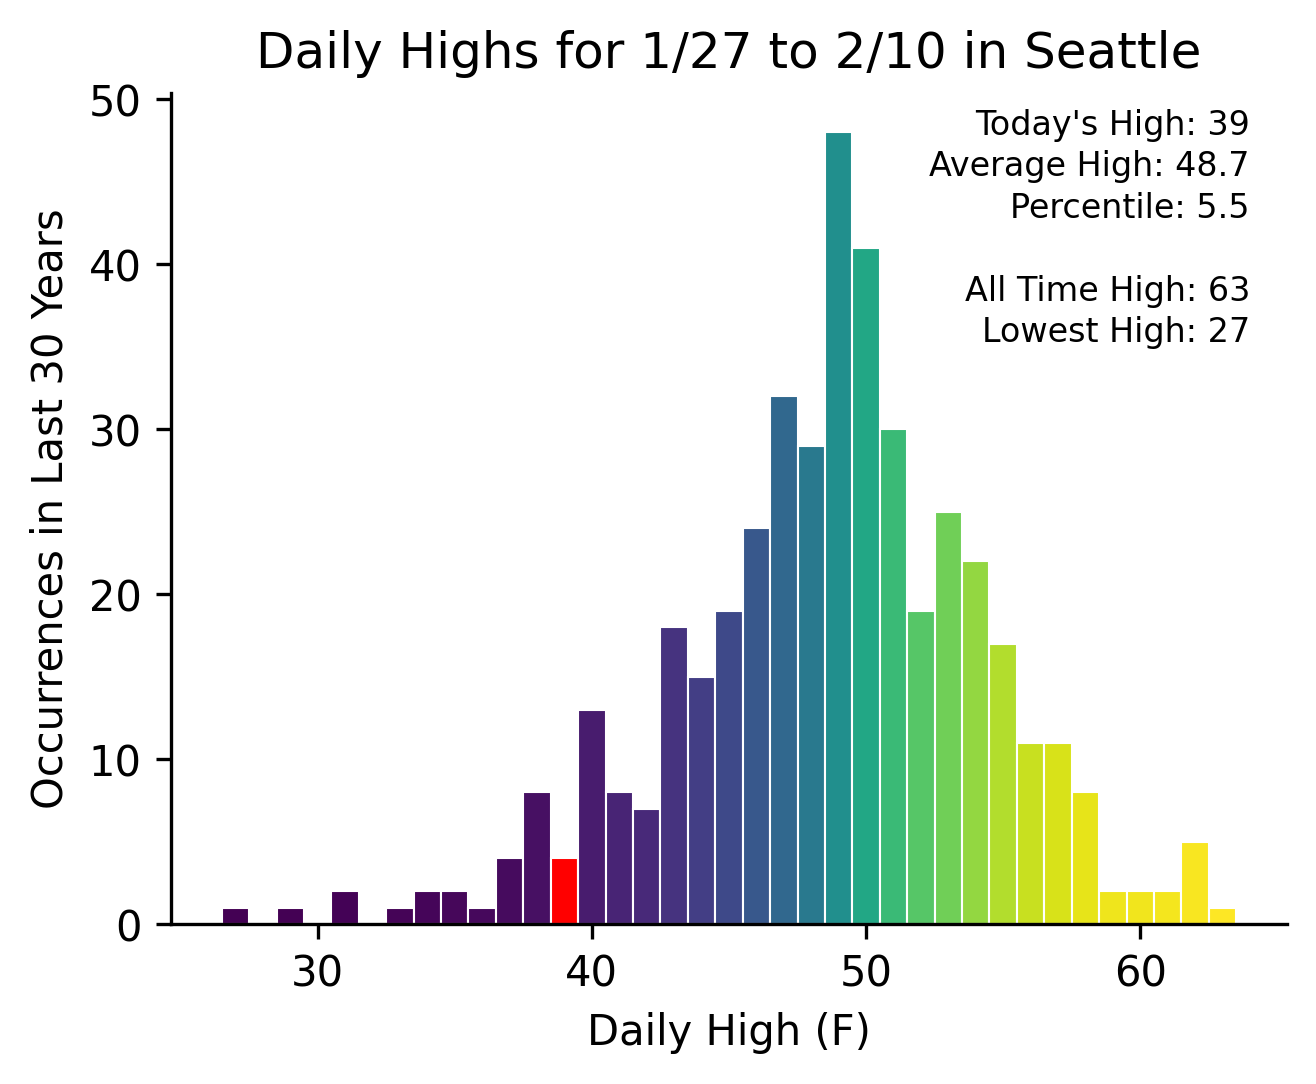 Daily Highs for 1/27 to 2/10 in Seattle
Today's High: 39
Average High: 48.7
Percentile: 5.5
All Time High: 63
Lowest High: 27
Occurrences in Last 30 Years
50
40
30
20
10
0
30 40 50 60
Daily High (F)